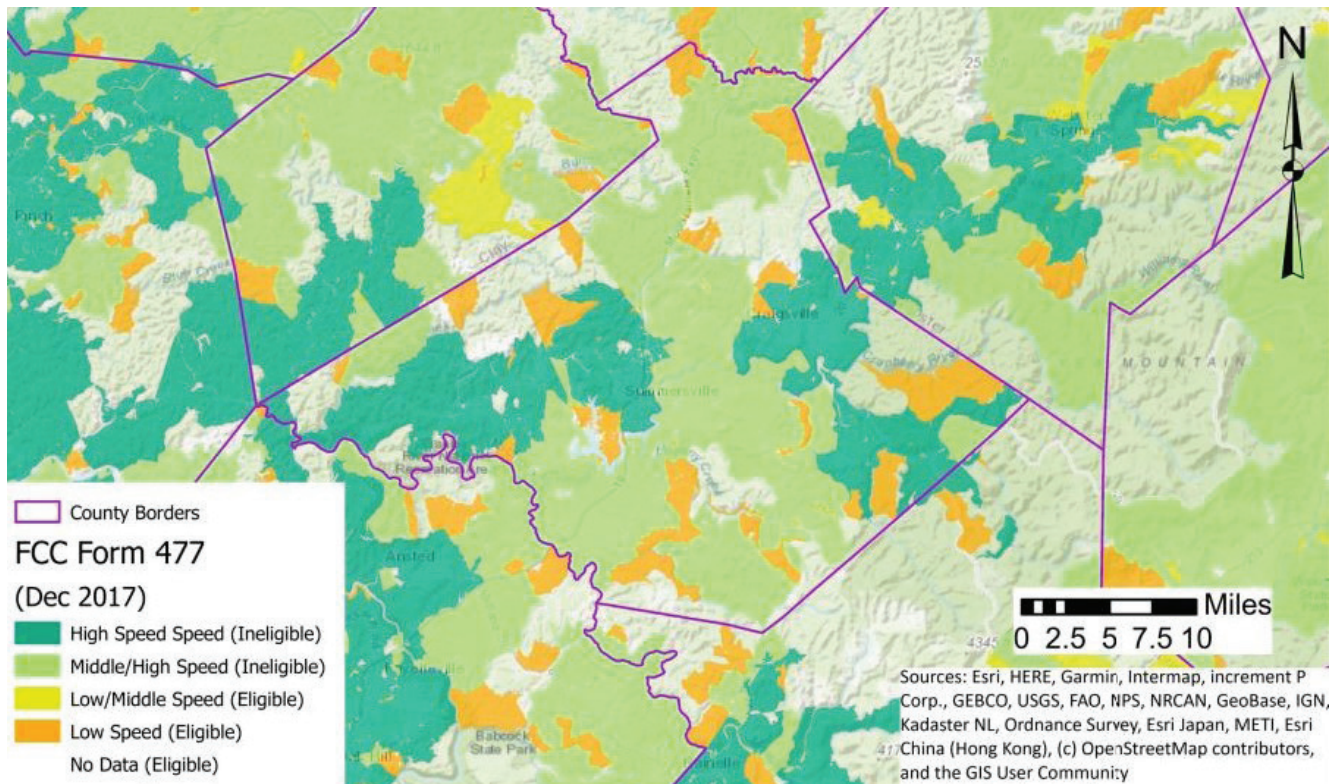 N
Summersville
Ansted
Babcock
State Park
MOUNTAIN
County Borders
FCC Form 477
(Dec 2017)
High Speed Speed (Ineligible)
Middle/High Speed (Ineligible)
Low/Middle Speed (Eligible)
Low Speed (Eligible)
No Data (Eligible)
Miles
0 2.5 5 7.5 10
4345
Sources: Esri, HERE, Garmin, Intermap, increment P
Corp., GEBCO, USGS, FAO, NPS, NRCAN, GeoBase, IGN,
Kadaster NL, Ordnance Survey, Esri Japan, METI, Esri
China (Hong Kong), (c) OpenStreetMap contributors,
and the GIS User Community